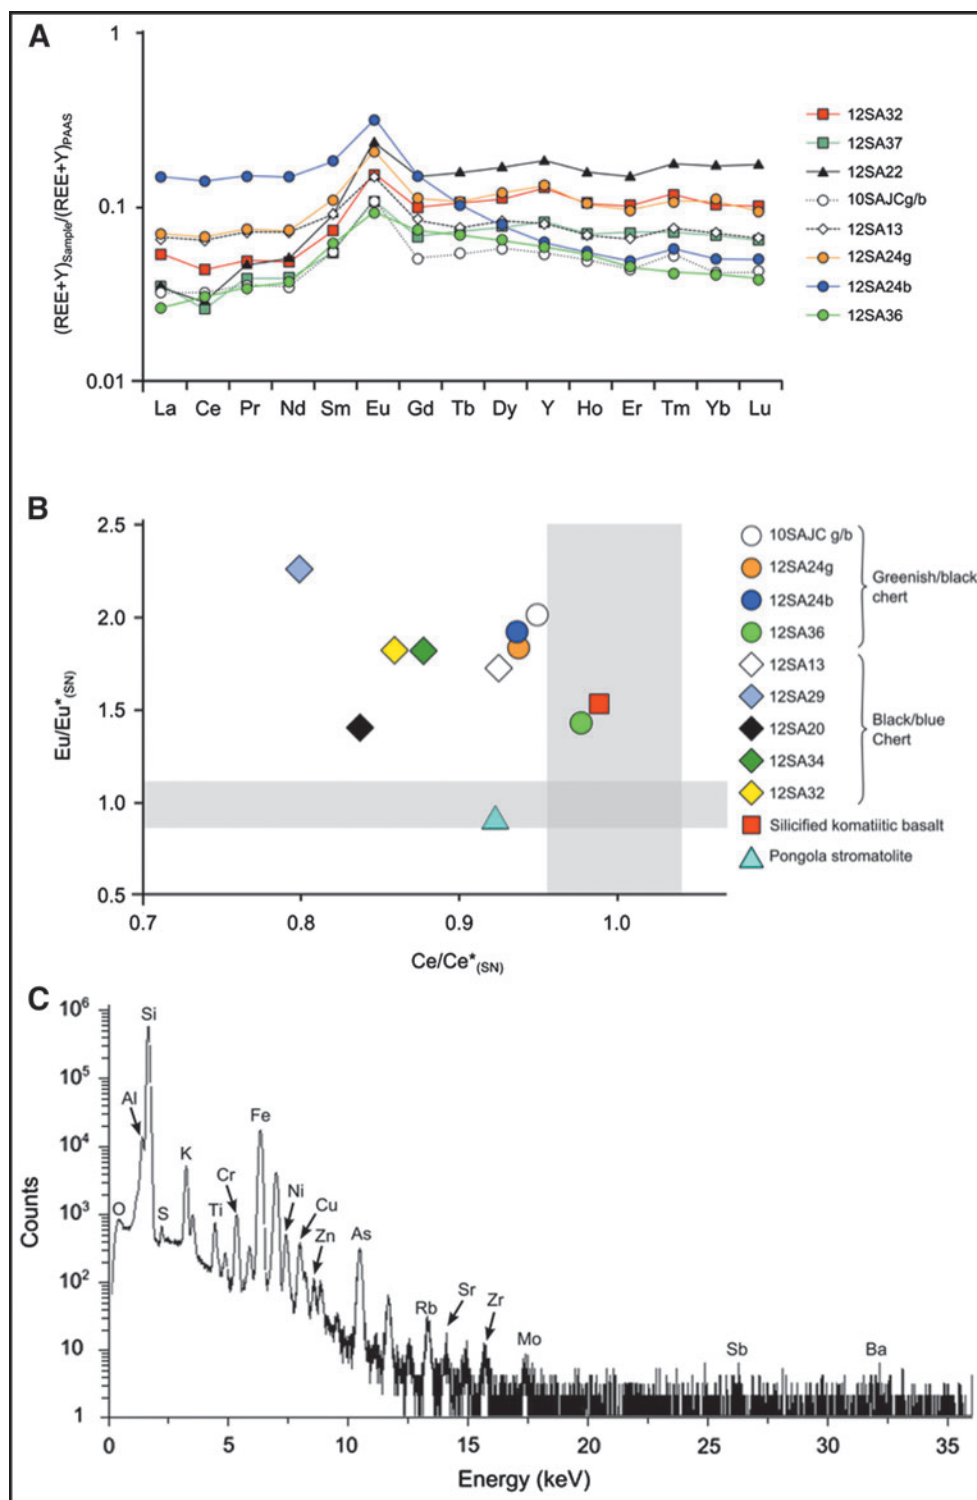 A
1
0.1
0.01
(REE+Y)Sample/(REE+Y)PAAS
La Ce Pr Nd Sm Eu Gd Tb Dy Y Ho Er Tm Yb Lu
12SA32
12SA37
12SA22
10SAJCg/b
12SA13
12SA24g
12SA24b
12SA36
B
2.5
2.0
1.5
1.0
0.5
Eu/Eu*(SN)
0.7 0.8 0.9 1.0
Ce/Ce*(SN)
10SAJC g/b
12SA24g
12SA24b
12SA36
Greenish/black
chert
12SA13
12SA29
12SA20
12SA34
12SA32
Black/blue
Chert
Silicified komatiitic basalt
Pongola stromatolite
C
10⁶
10⁵
10⁴
10³
10²
10
1
Counts
Si
Al
O
S
K
Ti
Cr
Fe
Ni
Cu
Zn
As
Rb
Sr
Zr
Mo
Sb
Ba
0 5 10 15 20 25 30 35
Energy (keV)